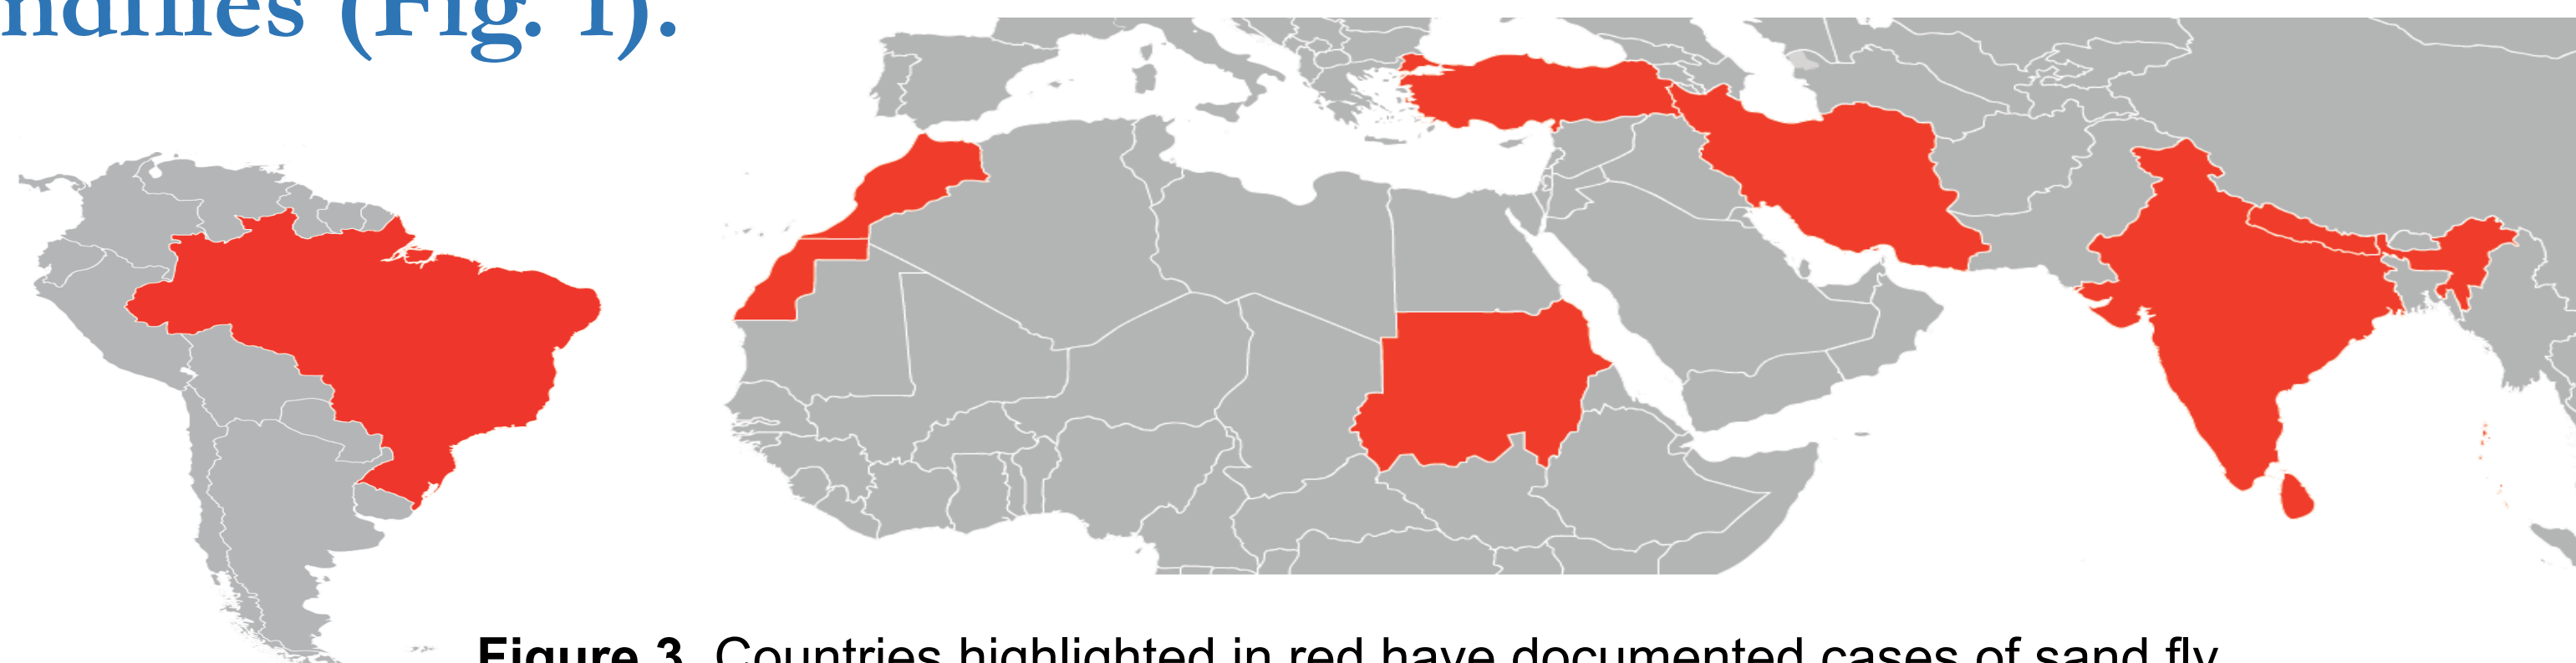 ndflies (Fig. 1).
Figure 3. Countries highlighted in red have documented cases of sand fly